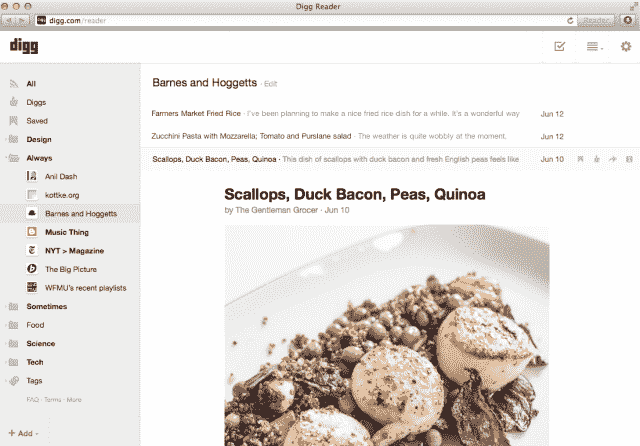 Digg Reader
digg.com/reader
Reader
digg
All
Diggs
Saved
Design
Always
Anil Dash
kottke.org
Barnes and Hoggetts
Music Thing
NYT > Magazine
The Big Picture
WFMU's recent playlists
Sometimes
Food
Science
Tech
Tags
FAQ · Terms · More
+ Add
Barnes and Hoggetts · Edit
Farmers Market Fried Rice · I've been planning to make a nice fried rice dish for a while. It's a wonderful way Jun 12
Zucchini Pasta with Mozzarella; Tomato and Purslane salad · The weather is quite wobbly at the moment. Jun 12
Scallops, Duck Bacon, Peas, Quinoa · This dish of scallops with duck bacon and fresh English peas feels like Jun 10
Scallops, Duck Bacon, Peas, Quinoa
by The Gentleman Grocer · Jun 10